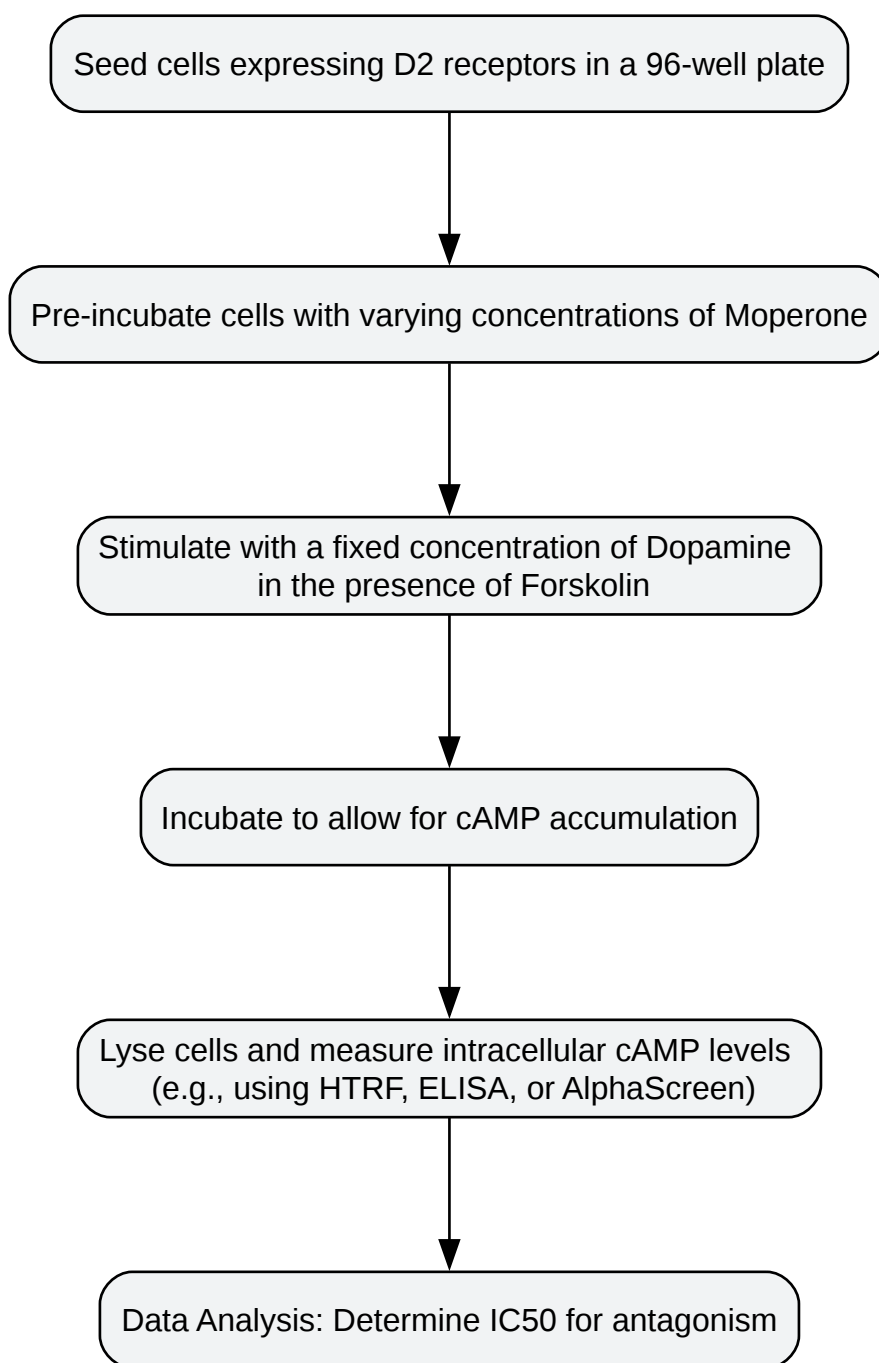 Seed cells expressing D2 receptors in a 96-well plate
Pre-incubate cells with varying concentrations of Moperone
Stimulate with a fixed concentration of Dopamine
in the presence of Forskolin
Incubate to allow for cAMP accumulation
Lyse cells and measure intracellular cAMP levels
(e.g., using HTRF, ELISA, or AlphaScreen)
Data Analysis: Determine IC50 for antagonism